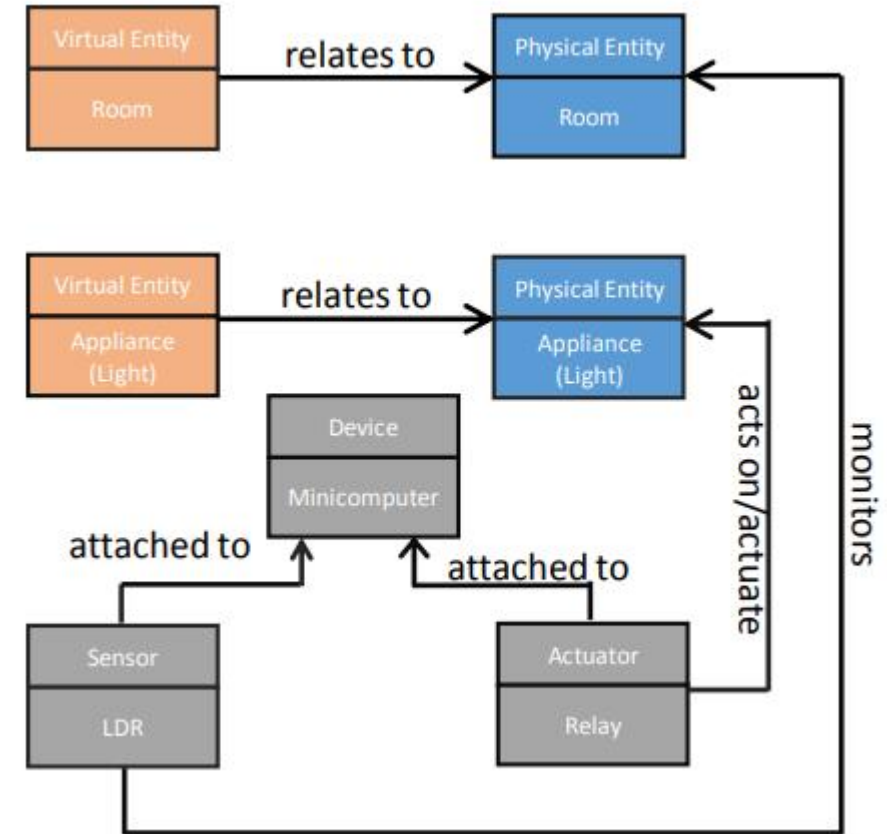 Virtual Entity
Room
relates to
Physical Entity
Room
Virtual Entity
Appliance
(Light)
relates to
Physical Entity
Appliance
(Light)
Device
Minicomputer
attached to
attached to
acts on/actuate
monitors
Sensor
LDR
Actuator
Relay